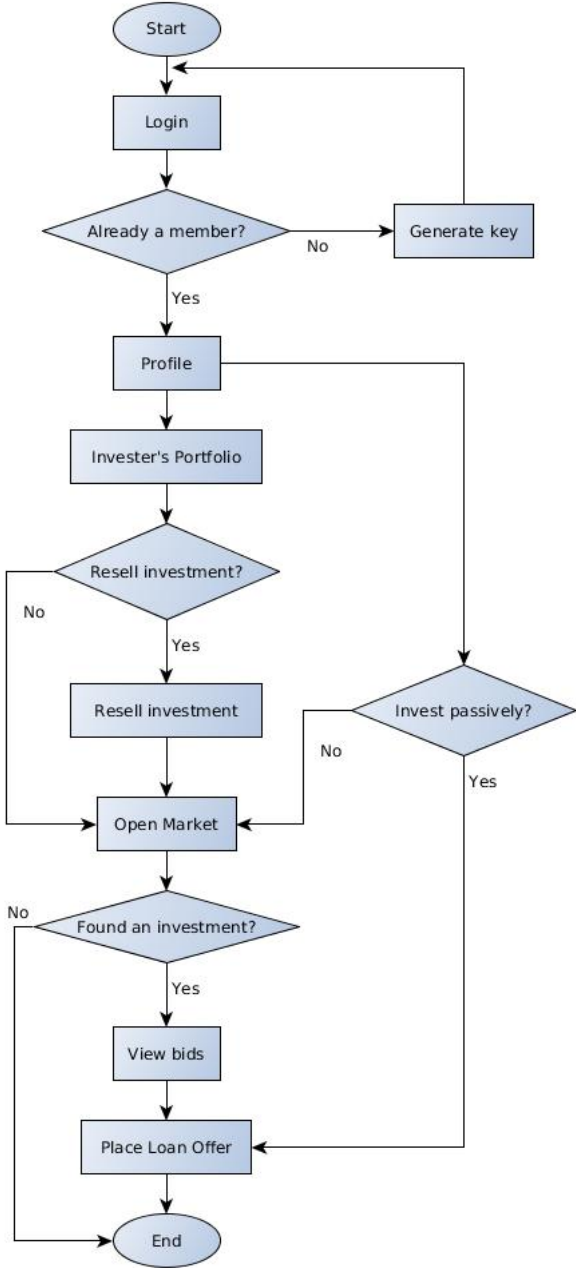 Start
Login
Already a member?
No
Generate key
Yes
Profile
Invester's Portfolio
Resell investment?
No
Yes
Resell investment
Invest passively?
No
Yes
Open Market
No
Found an investment?
Yes
View bids
Place Loan Offer
End